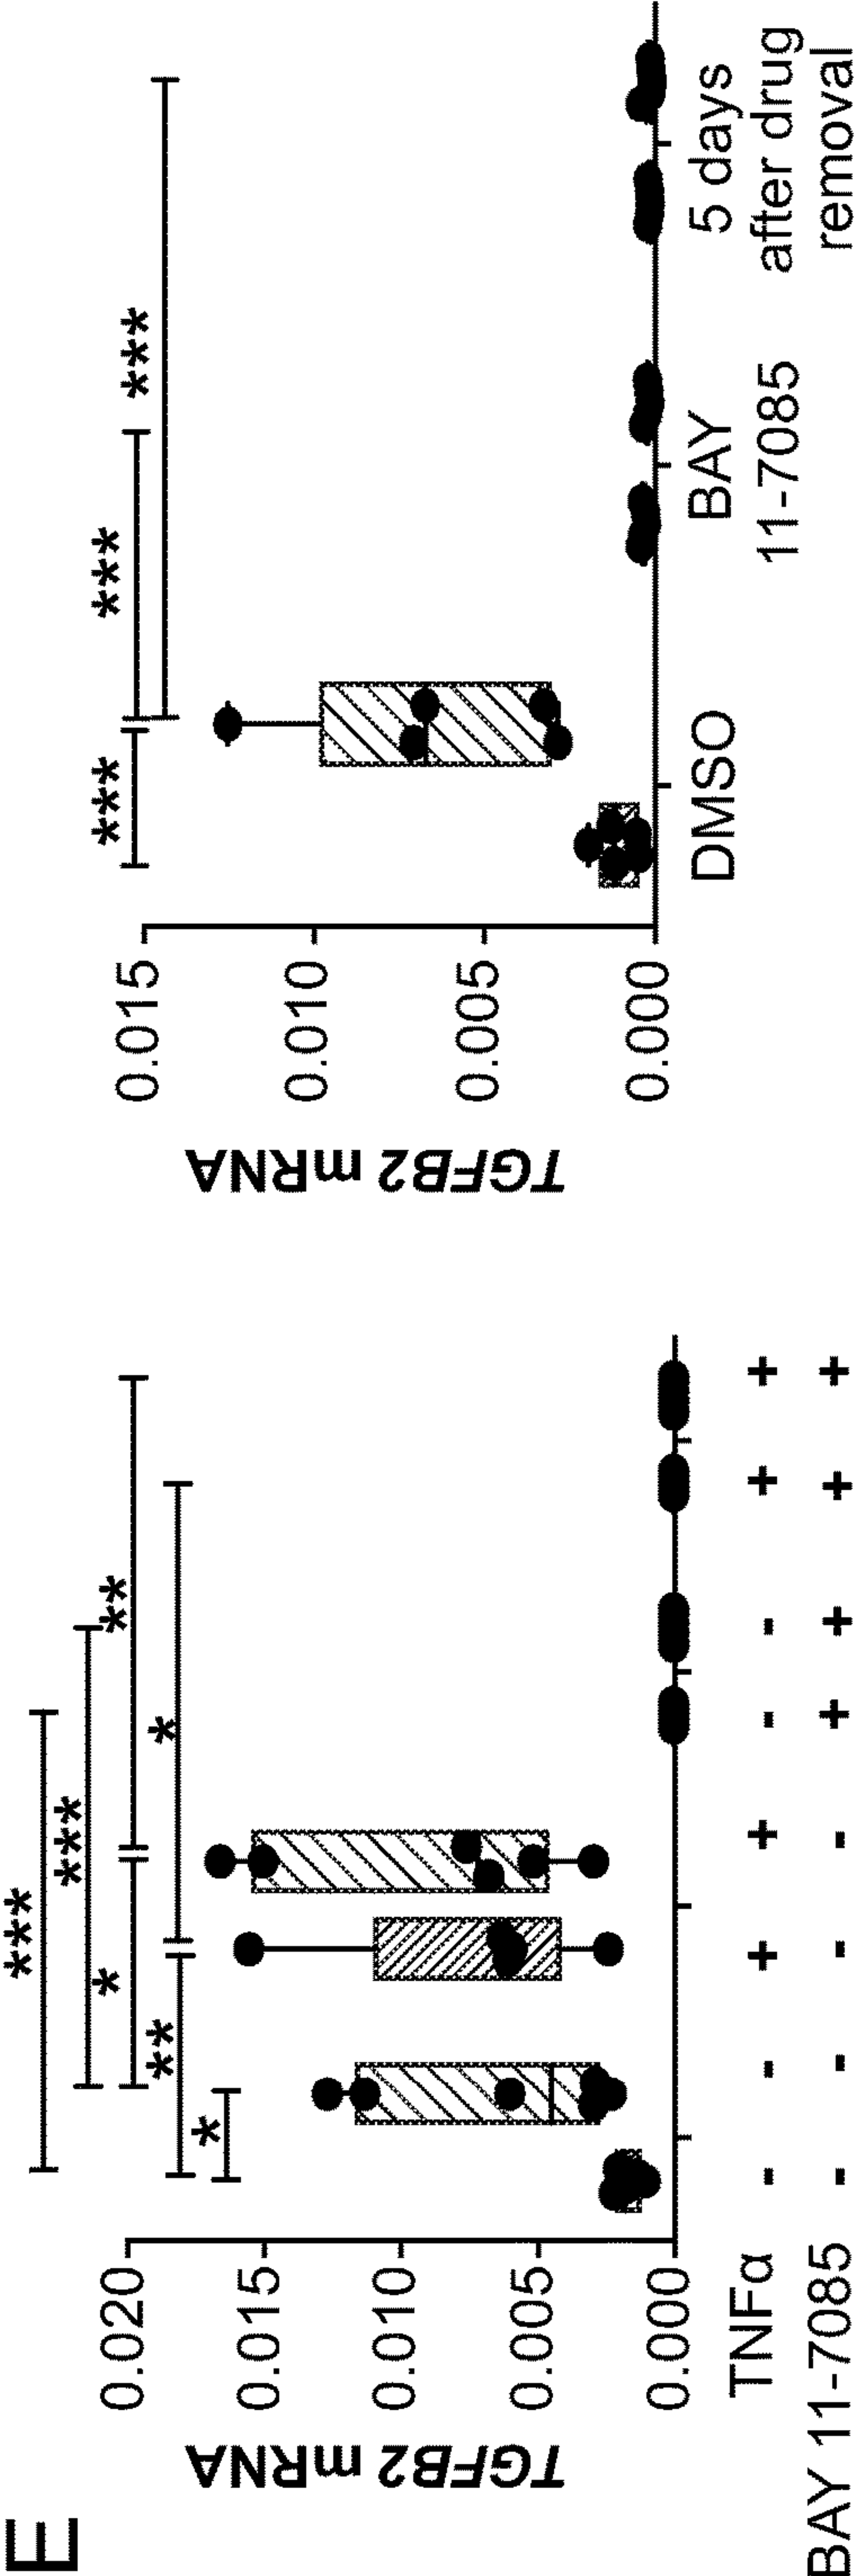 E
TGFB2 mRNA
0.020
0.015
0.010
0.005
0.000
***
***
*
**
**
*
*
TNFα - - + + - - + +
BAY 11-7085 - - - - + + + +
TGFB2 mRNA
0.015
0.010
0.005
0.000
***
***
***
DMSO
BAY
11-7085
5 days
after drug
removal